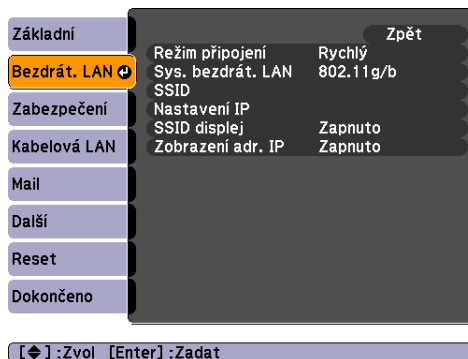 Základní
Bezdrát. LAN
Zabezpečení
Kabelová LAN
Mail
Další
Reset
Dokončeno
Zpět
Režim připojení Rychlý
Sys. bezdrát. LAN 802.11g/b
SSID
Nastavení IP
SSID displej Zapnuto
Zobrazení adr. IP Zapnuto
[◆] :Zvol [Enter] :Zadat